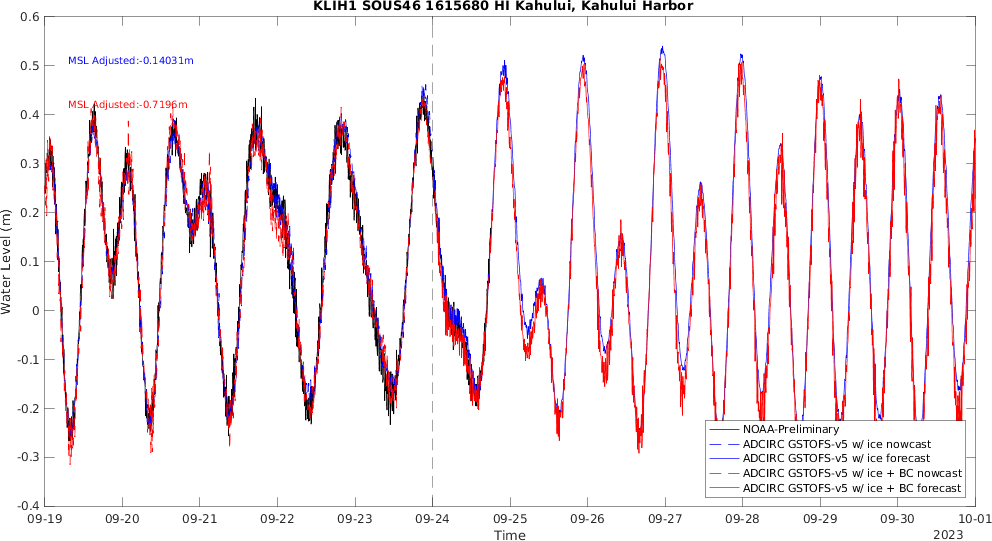 KLIH1 SOUS46 1615680 HI Kahului, Kahului Harbor
0.6
0.5
0.4
0.3
0.2
0.1
0
-0.1
-0.2
-0.3
-0.4
Water Level (m)
MSL Adjusted:-0.14031m
MSL Adjusted:-0.7196m
NOAA-Preliminary
ADCIRC GSTOFS-v5 w/ ice nowcast
ADCIRC GSTOFS-v5 w/ ice forecast
ADCIRC GSTOFS-v5 w/ ice + BC nowcast
ADCIRC GSTOFS-v5 w/ ice + BC forecast
09-19 09-20 09-21 09-22 09-23 09-24 09-25 09-26 09-27 09-28 09-29 09-30 10-01
Time
2023